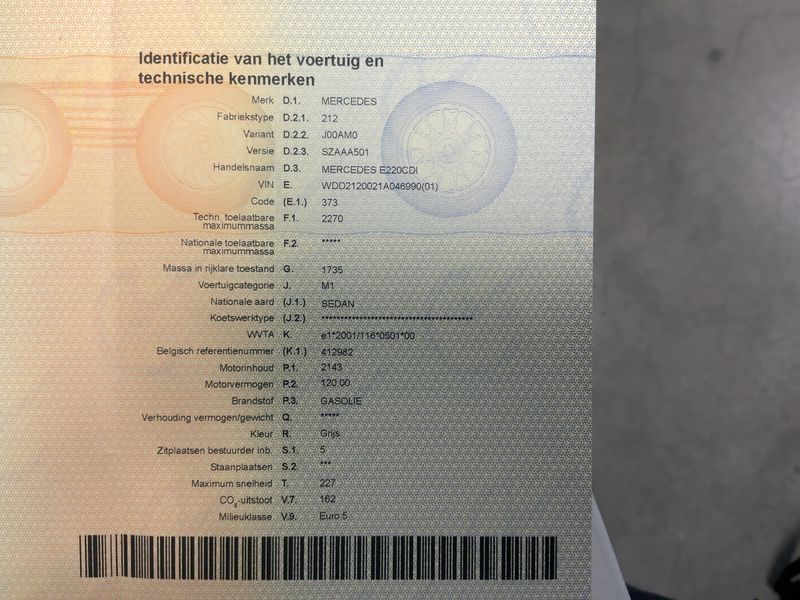 Identificatie van het voertuig en
technische kenmerken
Merk D.1. MERCEDES
Fabriekstype D.2.1. 212
Variant D.2.2. J00AM0
Versie D.2.3. SZAAA501
Handelsnaam D.3. MERCEDES E220CDI
VIN E. WDD2120021A046990(01)
Code (E.1.) 373
Techn. toelaatbare F.1. 2270
maximummassa
Nationale toelaatbare F.2. *****
maximummassa
Massa in rijklare toestand G. 1735
Voertuigcategorie J. M1
Nationale aard (J.1.) SEDAN
Koetswerktype (J.2.) ****************************************
WVTA K. e1*2001/116*0501*00
Belgisch referentienummer (K.1.) 412982
Motorinhoud P.1. 2143
Motorvermogen P.2. 120.00
Brandstof P.3. GASOLIE
Verhouding vermogen/gewicht Q. *****
Kleur R. Grijs
Zitplaatsen bestuurder inb. S.1. 5
Staanplaatsen S.2. ***
Maximum snelheid T. 227
CO₂-uitstoot V.7. 162
Milieuklasse V.9. Euro 5